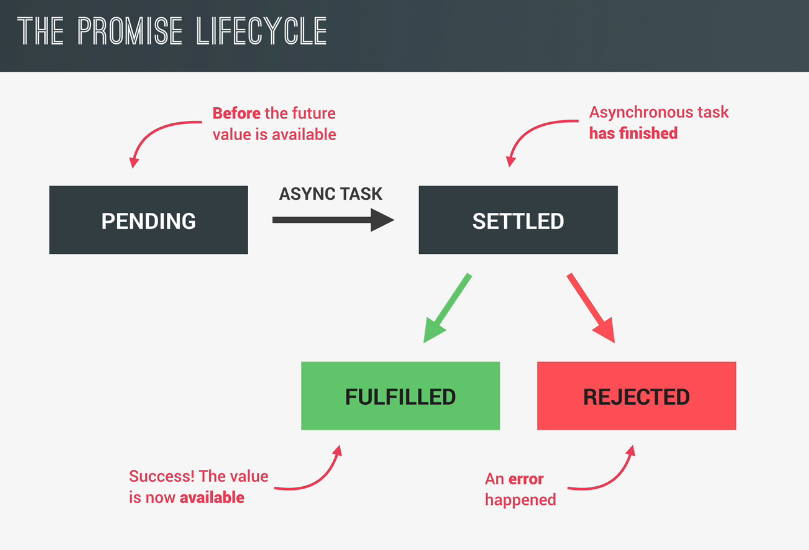 THE PROMISE LIFECYCLE
Before the future
value is available
Asynchronous task
has finished
PENDING
ASYNC TASK
SETTLED
FULFILLED
REJECTED
Success! The value
is now available
An error
happened